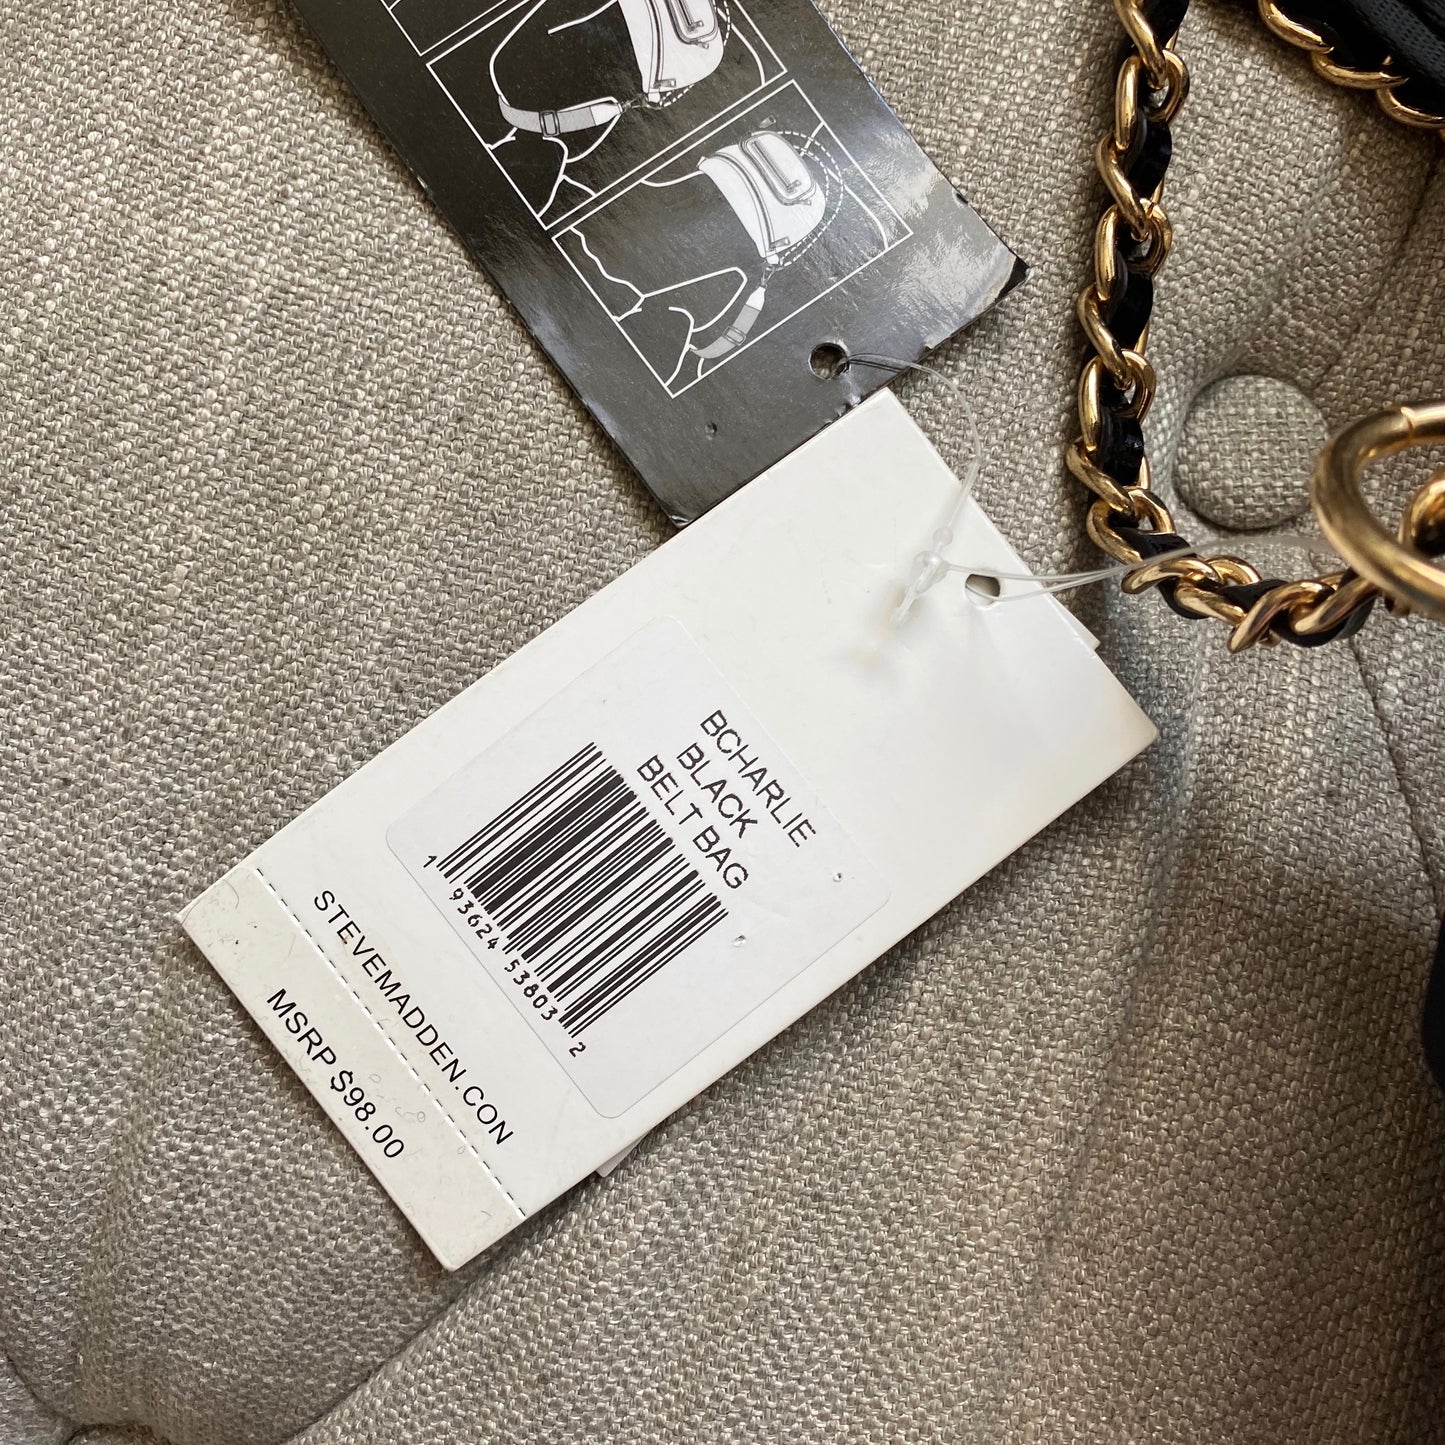 BCHARLIE
BLACK
BELT BAG
1 93624 53803 2
STEVEMADDEN.CON
MSRP $98.00